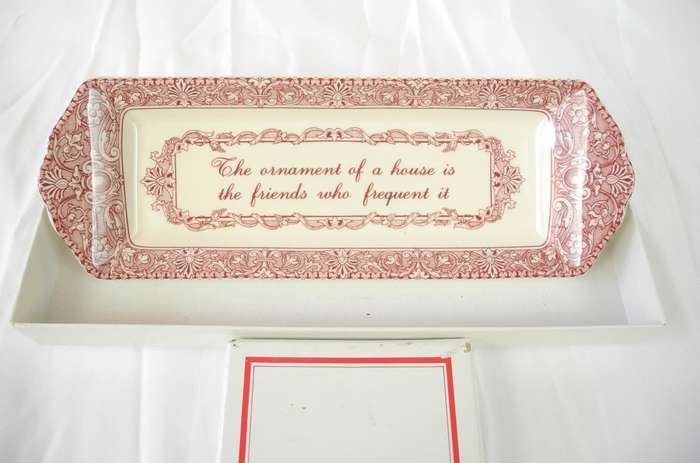 The ornament of a house is
the friends who frequent it